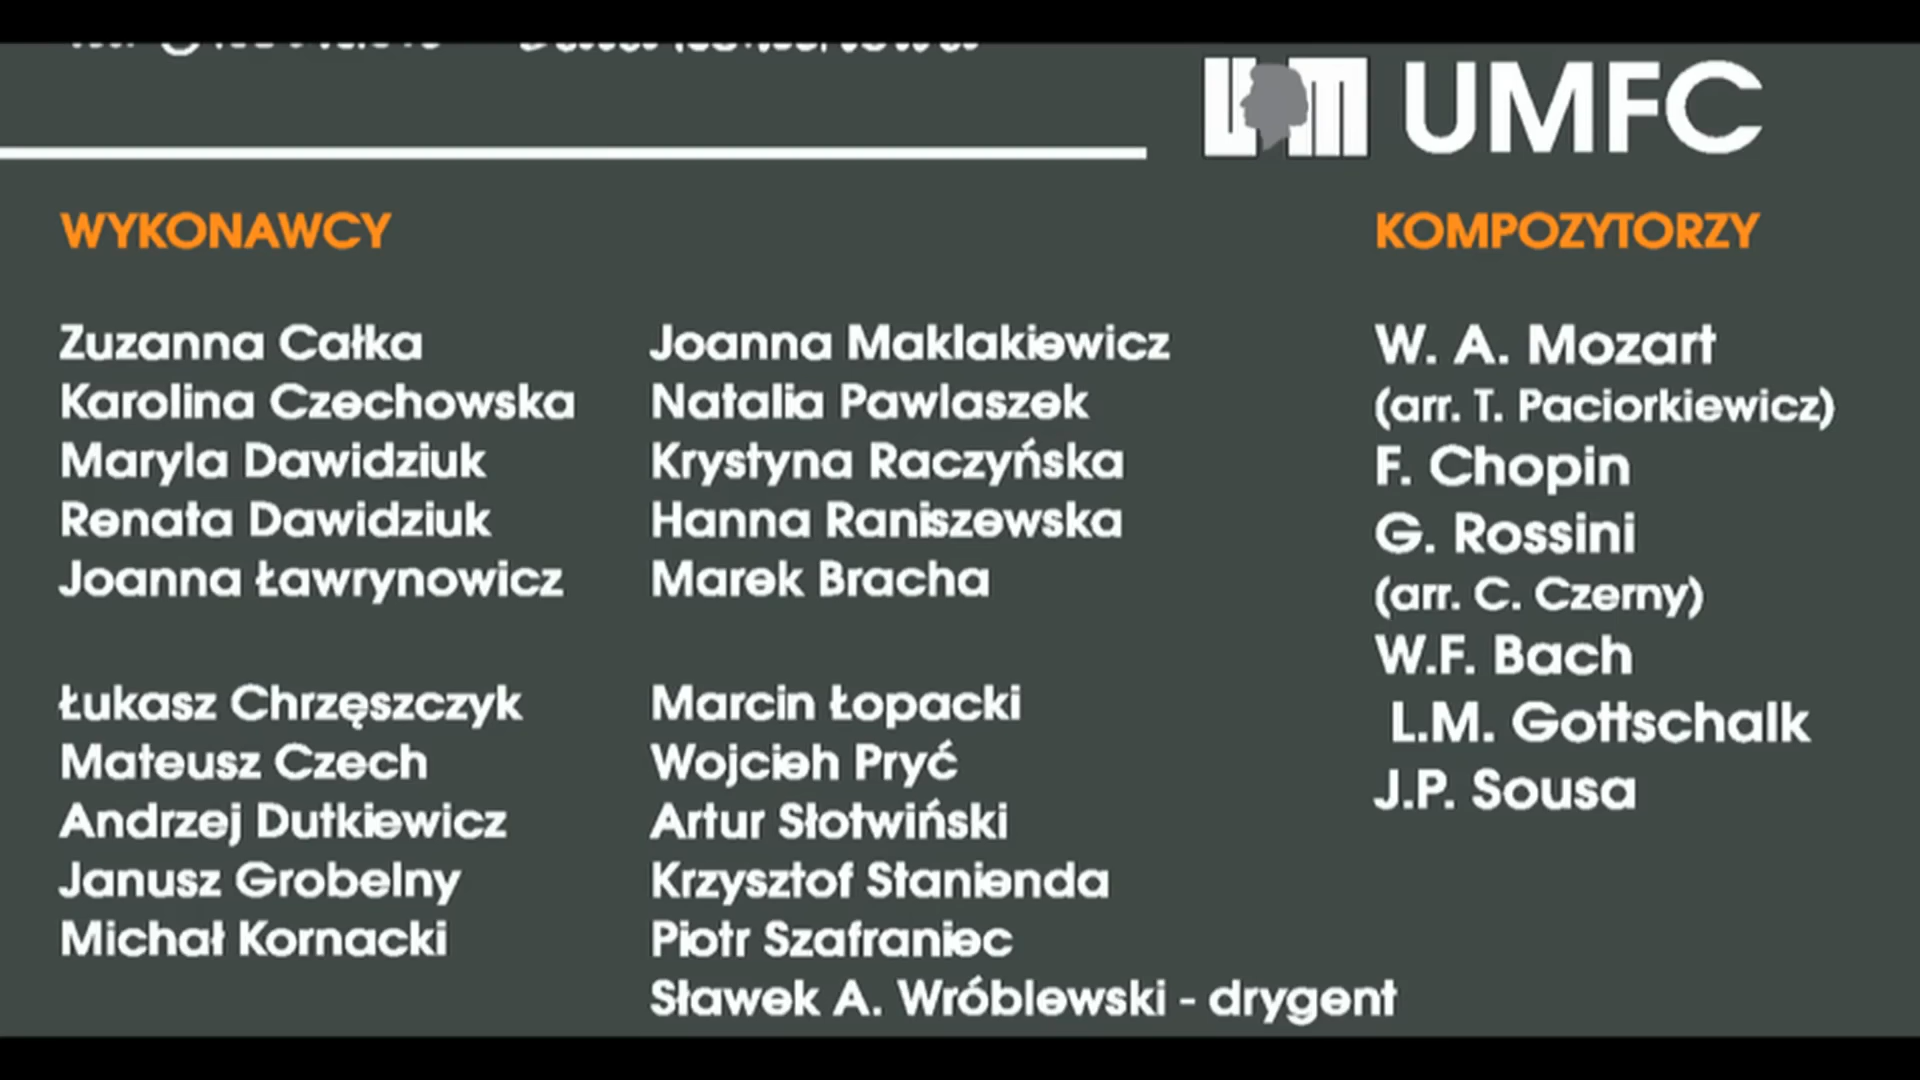 UMFC
WYKONAWCY
Zuzanna Całka
Karolina Czechowska
Maryla Dawidziuk
Renata Dawidziuk
Joanna Ławrynowicz
Łukasz Chrzęszczyk
Mateusz Czech
Andrzej Dutkiewicz
Janusz Grobelny
Michał Kornacki
Joanna Maklakiewicz
Natalia Pawlaszek
Krystyna Raczyńska
Hanna Raniszewska
Marek Bracha
Marcin Łopacki
Wojcieh Pryć
Artur Słotwiński
Krzysztof Stanienda
Piotr Szafraniec
Sławek A. Wróblewski - drygent
KOMPOZYTORZY
W. A. Mozart
(arr. T. Paciorkiewicz)
F. Chopin
G. Rossini
(arr. C. Czerny)
W.F. Bach
L.M. Gottschalk
J.P. Sousa